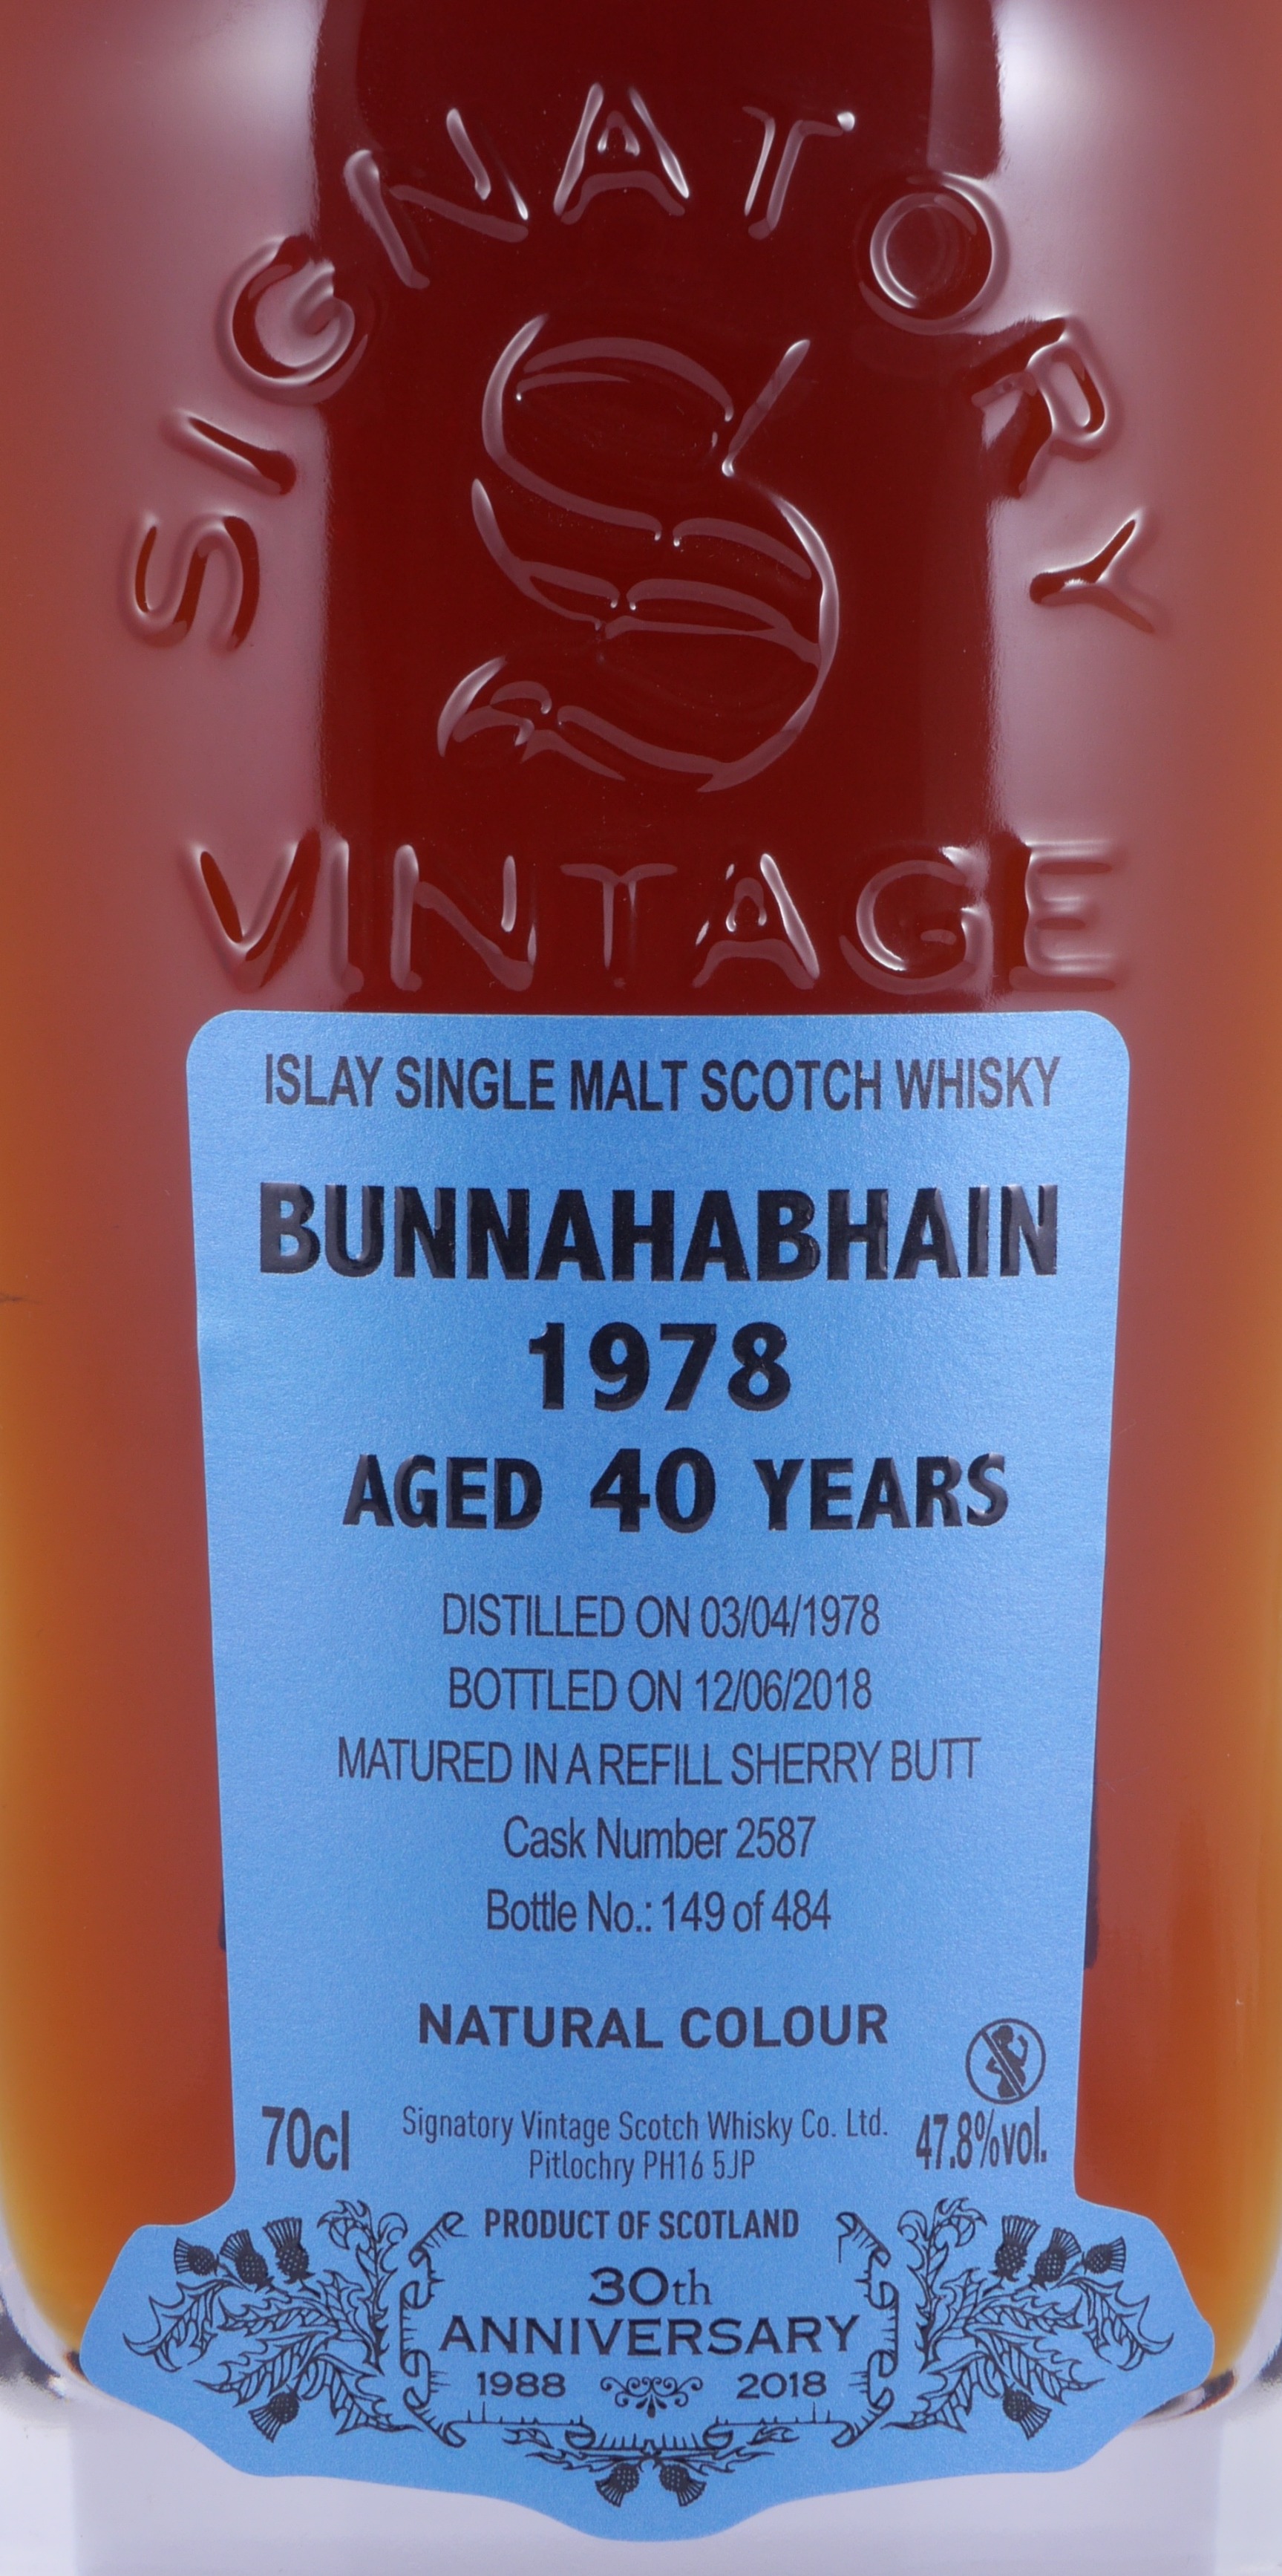 SIGNATORY
S
VINTAGE
ISLAY SINGLE MALT SCOTCH WHISKY
BUNNAHABHAIN
1978
AGED 40 YEARS
DISTILLED ON 03/04/1978
BOTTLED ON 12/06/2018
MATURED IN A REFILL SHERRY BUTT
Cask Number 2587
Bottle No.: 149 of 484
NATURAL COLOUR
70cl
Signatory Vintage Scotch Whisky Co. Ltd.
Pitlochry PH16 5JP
47.8%vol.
PRODUCT OF SCOTLAND
30th
ANNIVERSARY
1988 2018